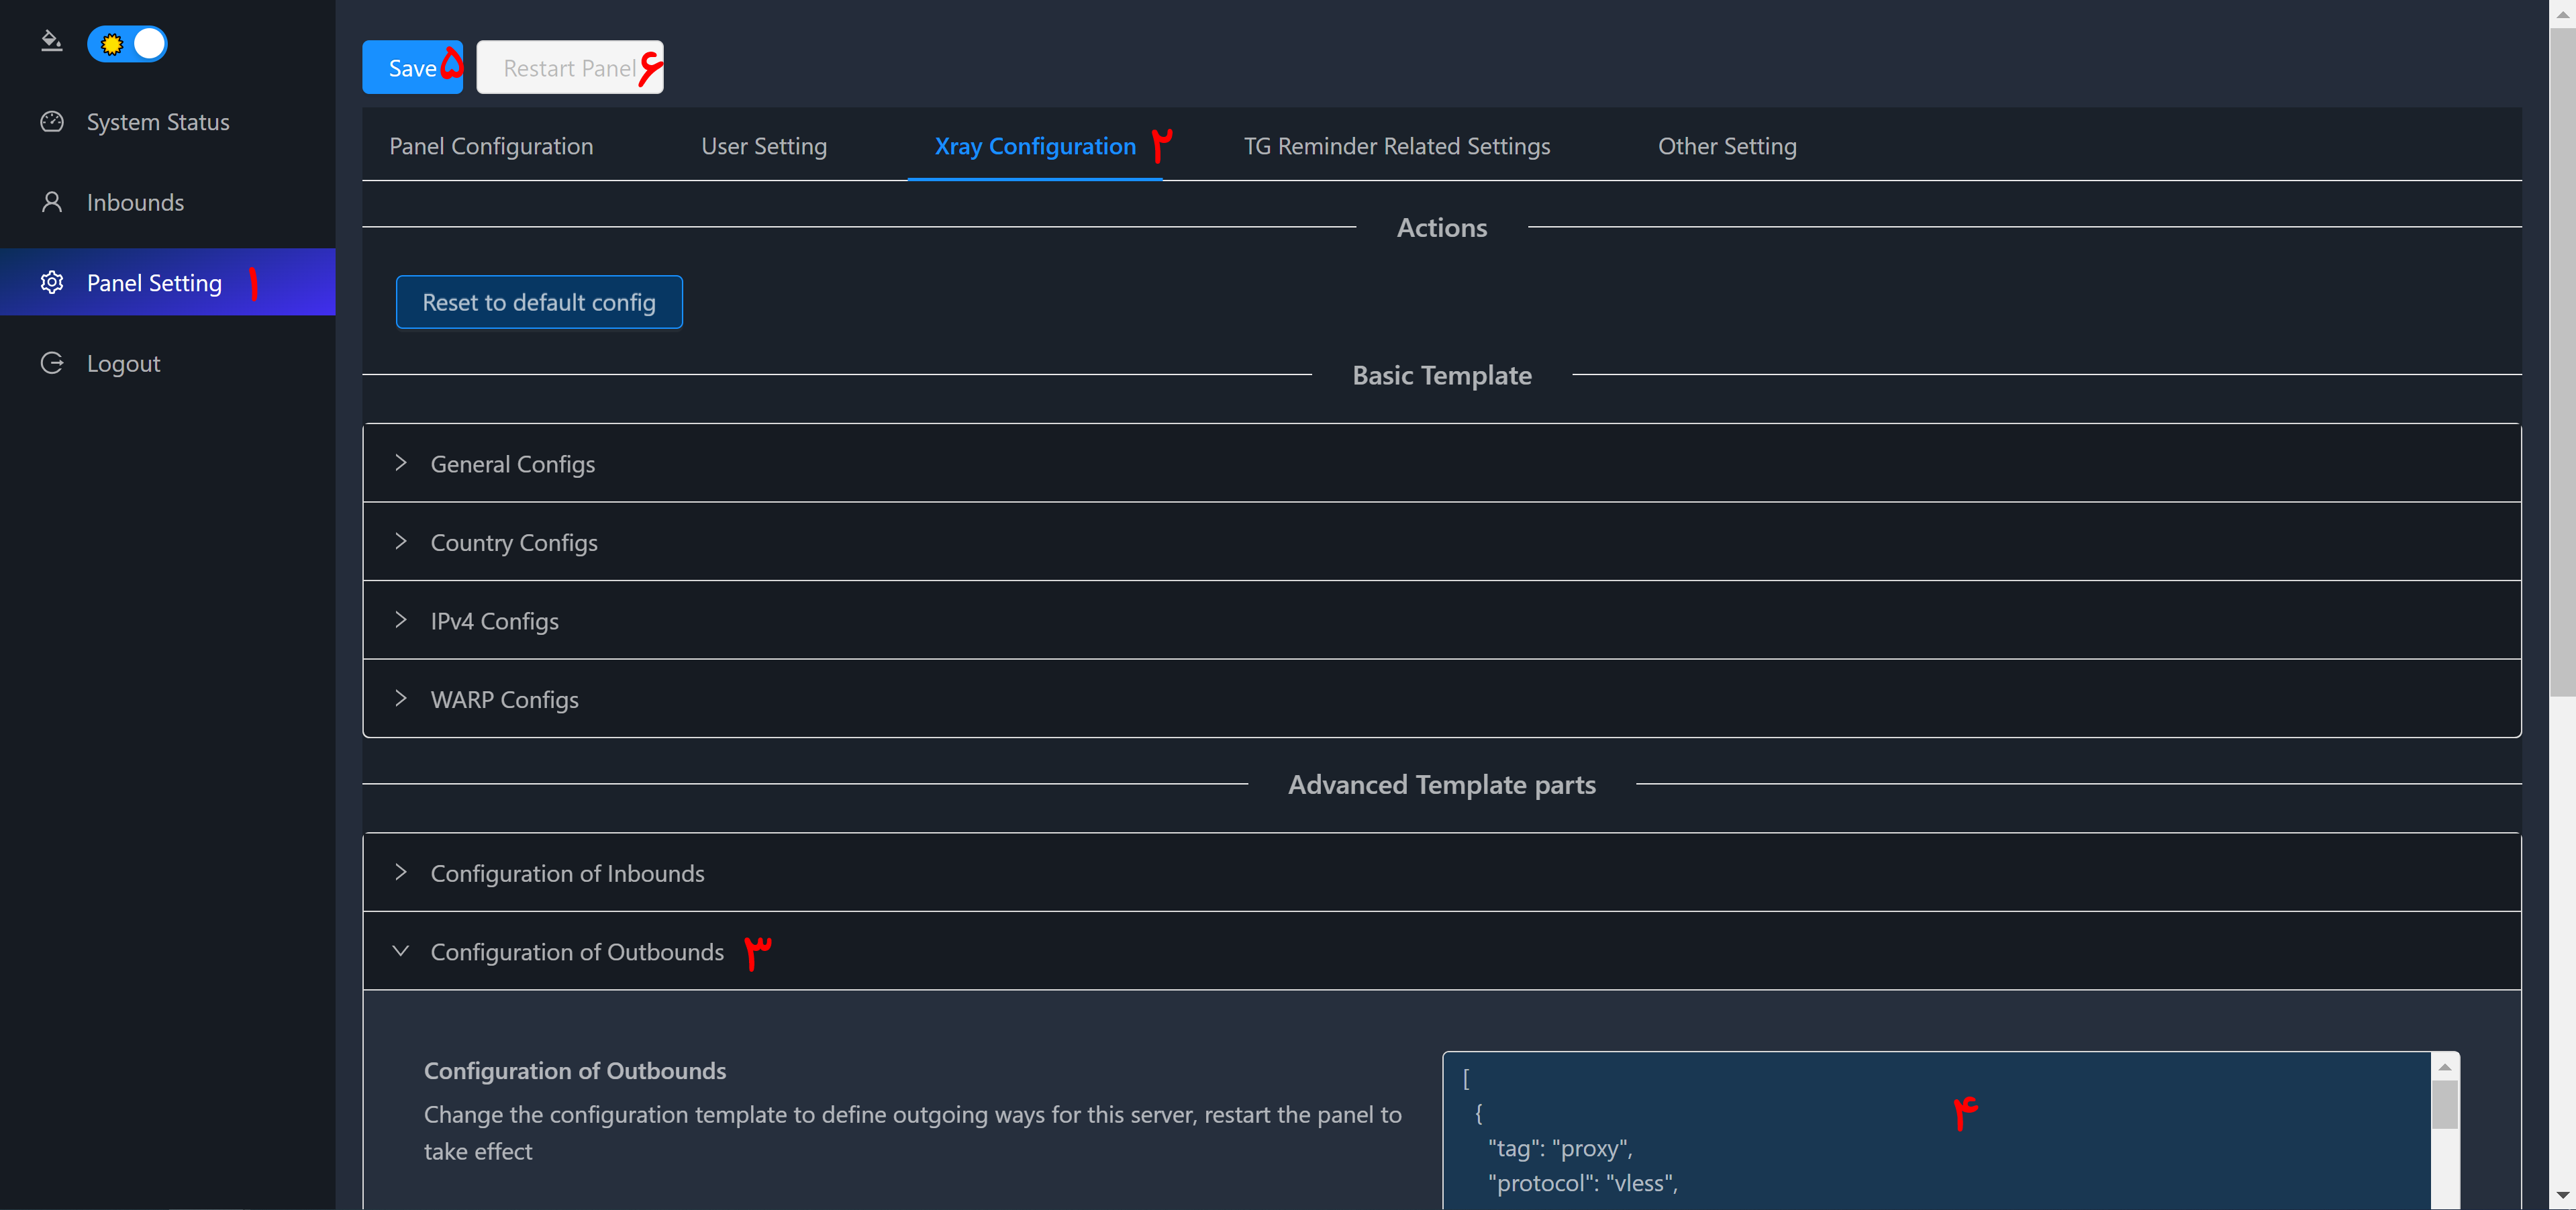 System Status
Inbounds
Panel Setting ۱
Logout
Save ۵ Restart Panel ۶
Panel Configuration User Setting Xray Configuration ۲ TG Reminder Related Settings Other Setting
Actions
Reset to default config
Basic Template
General Configs
Country Configs
IPv4 Configs
WARP Configs
Advanced Template parts
Configuration of Inbounds
Configuration of Outbounds ۳
Configuration of Outbounds
Change the configuration template to define outgoing ways for this server, restart the panel to
take effect
[
{ ۴
"tag": "proxy",
"protocol": "vless",